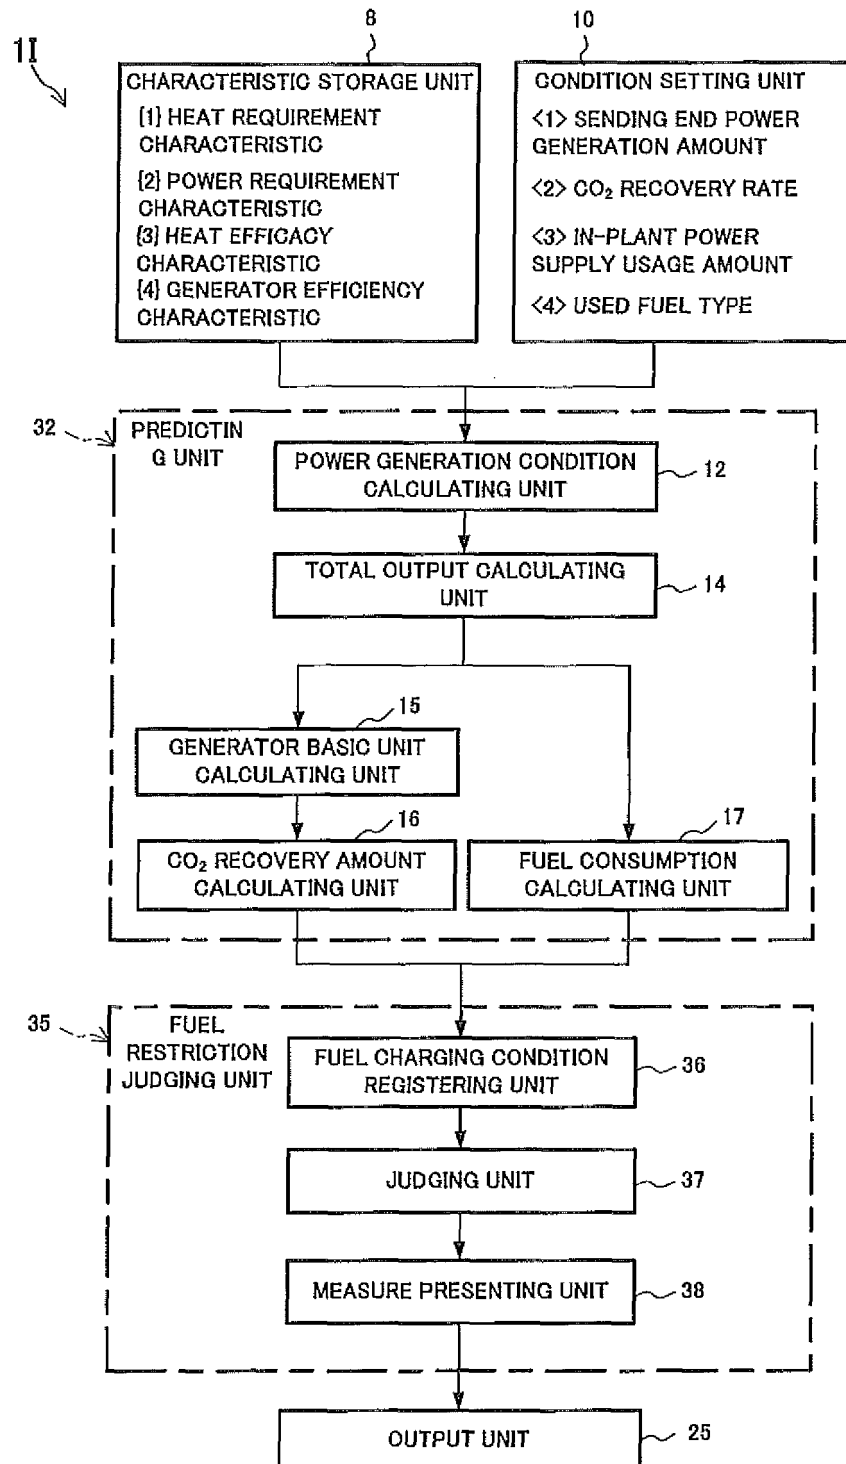 1I
8
CHARACTERISTIC STORAGE UNIT
[1] HEAT REQUIREMENT
CHARACTERISTIC
[2] POWER REQUIREMENT
CHARACTERISTIC
[3] HEAT EFFICACY
CHARACTERISTIC
[4] GENERATOR EFFICIENCY
CHARACTERISTIC
10
CONDITION SETTING UNIT
<1> SENDING END POWER
GENERATION AMOUNT
<2> CO₂ RECOVERY RATE
<3> IN-PLANT POWER
SUPPLY USAGE AMOUNT
<4> USED FUEL TYPE
32
PREDICTIN
G UNIT
POWER GENERATION CONDITION
CALCULATING UNIT
12
TOTAL OUTPUT CALCULATING
UNIT
14
15
GENERATOR BASIC UNIT
CALCULATING UNIT
16
CO₂ RECOVERY AMOUNT
CALCULATING UNIT
17
FUEL CONSUMPTION
CALCULATING UNIT
35
FUEL
RESTRICTION
JUDGING UNIT
FUEL CHARGING CONDITION
REGISTERING UNIT
36
JUDGING UNIT
37
MEASURE PRESENTING UNIT
38
OUTPUT UNIT
25